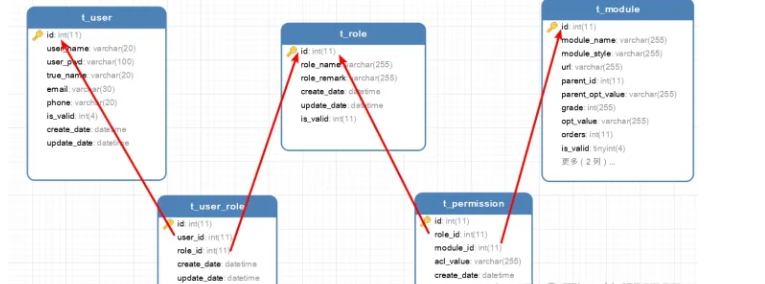 t_user
id: int(11)
user_name: varchar(20)
user_pwd: varchar(100)
true_name: varchar(20)
email: varchar(30)
phone: varchar(20)
is_valid: int(4)
create_date: datetime
update_date: datetime
t_role
id: int(11)
role_name: varchar(255)
role_remark: varchar(255)
create_date: datetime
update_date: datetime
is_valid: int(11)
t_module
id: int(11)
module_name: varchar(255)
module_style: varchar(255)
url: varchar(255)
parent_id: int(11)
parent_opt_value: varchar(255)
grade: int(255)
opt_value: varchar(255)
orders: int(11)
is_valid: tinyint(4)
更多 ( 2 列 ) ...
t_user_role
id: int(11)
user_id: int(11)
role_id: int(11)
create_date: datetime
update_date: datetime
t_permission
id: int(11)
role_id: int(11)
module_id: int(11)
acl_value: varchar(255)
create_date: datetime